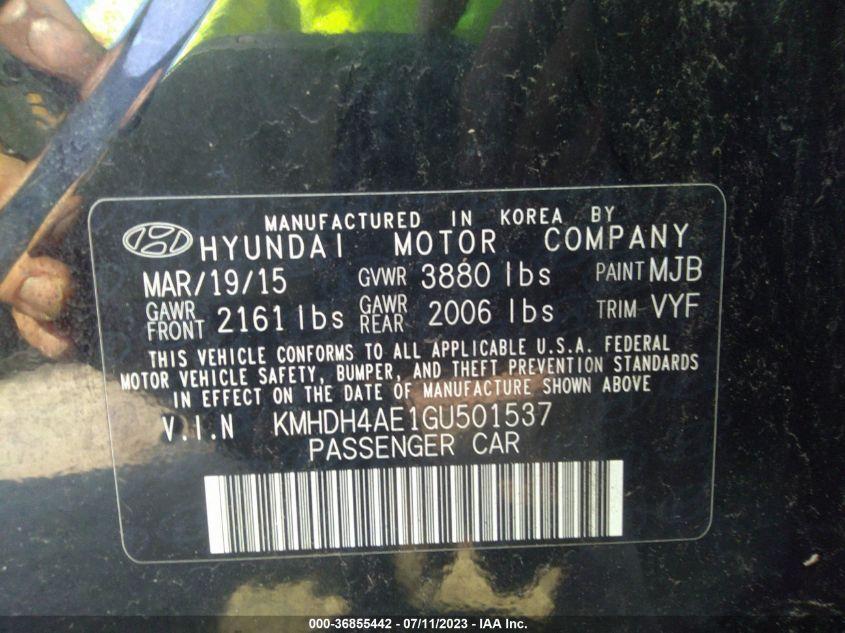 MANUFACTURED IN KOREA BY
HYUNDAI MOTOR COMPANY
MAR/19/15 GVWR 3880 lbs PAINT MJB
GAWR FRONT 2161 lbs GAWR REAR 2006 lbs TRIM VYF
THIS VEHICLE CONFORMS TO ALL APPLICABLE U.S.A. FEDERAL
MOTOR VEHICLE SAFETY, BUMPER, AND THEFT PREVENTION STANDARDS
IN EFFECT ON THE DATE OF MANUFACTURE SHOWN ABOVE
V.I.N KMHDH4AE1GU501537
PASSENGER CAR
000-36855442 - 07/11/2023 - IAA Inc.